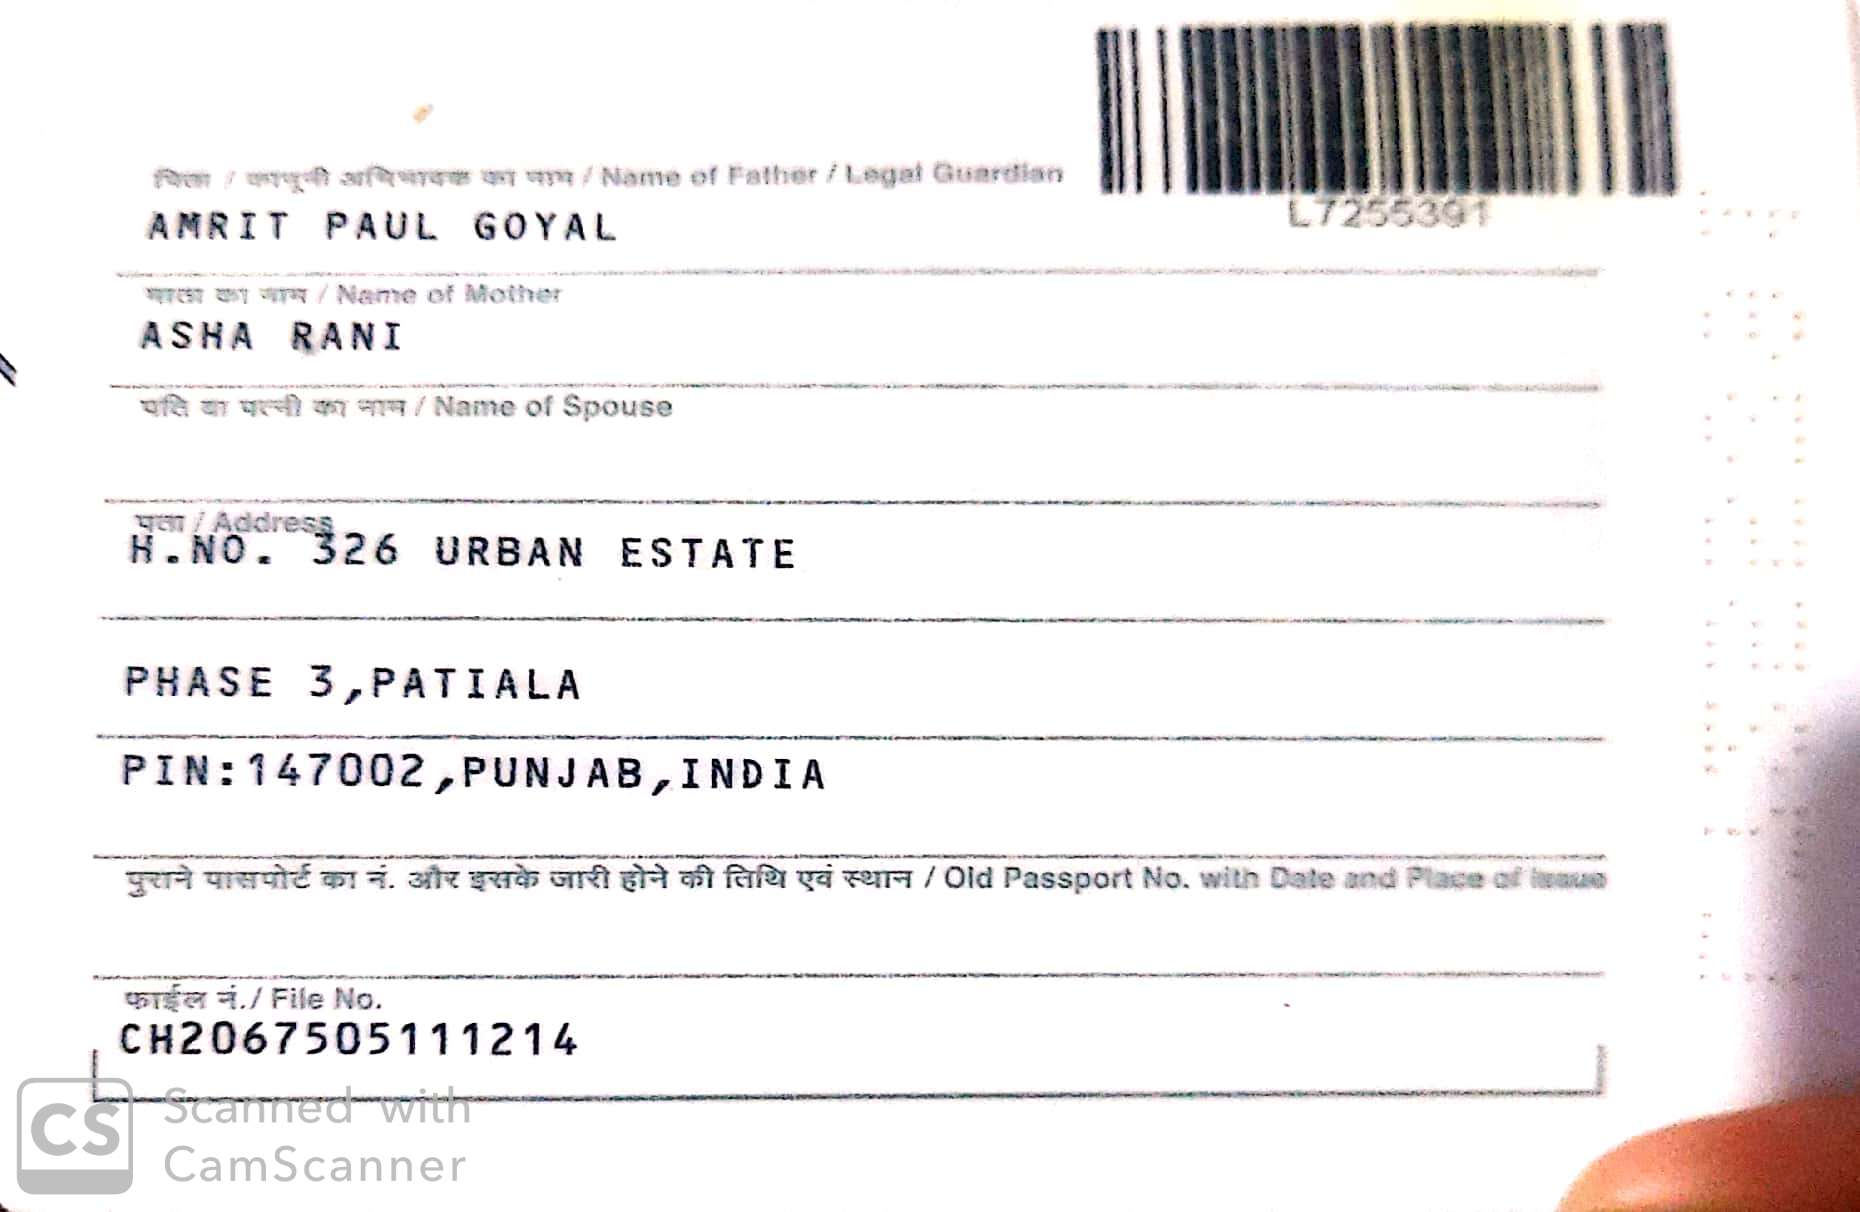 पिता / कानूनी अभिभावक का नाम / Name of Father / Legal Guardian
AMRIT PAUL GOYAL
L7255391
माता का नाम / Name of Mother
ASHA RANI
पति या पत्नी का नाम / Name of Spouse
पता / Address
H.NO. 326 URBAN ESTATE
PHASE 3,PATIALA
PIN:147002,PUNJAB,INDIA
पुराने पासपोर्ट का नं. और इसके जारी होने की तिथि एवं स्थान / Old Passport No. with Date and Place of Issue
फाईल नं./ File No.
CH2067505111214
CS
Scanned with
CamScanner